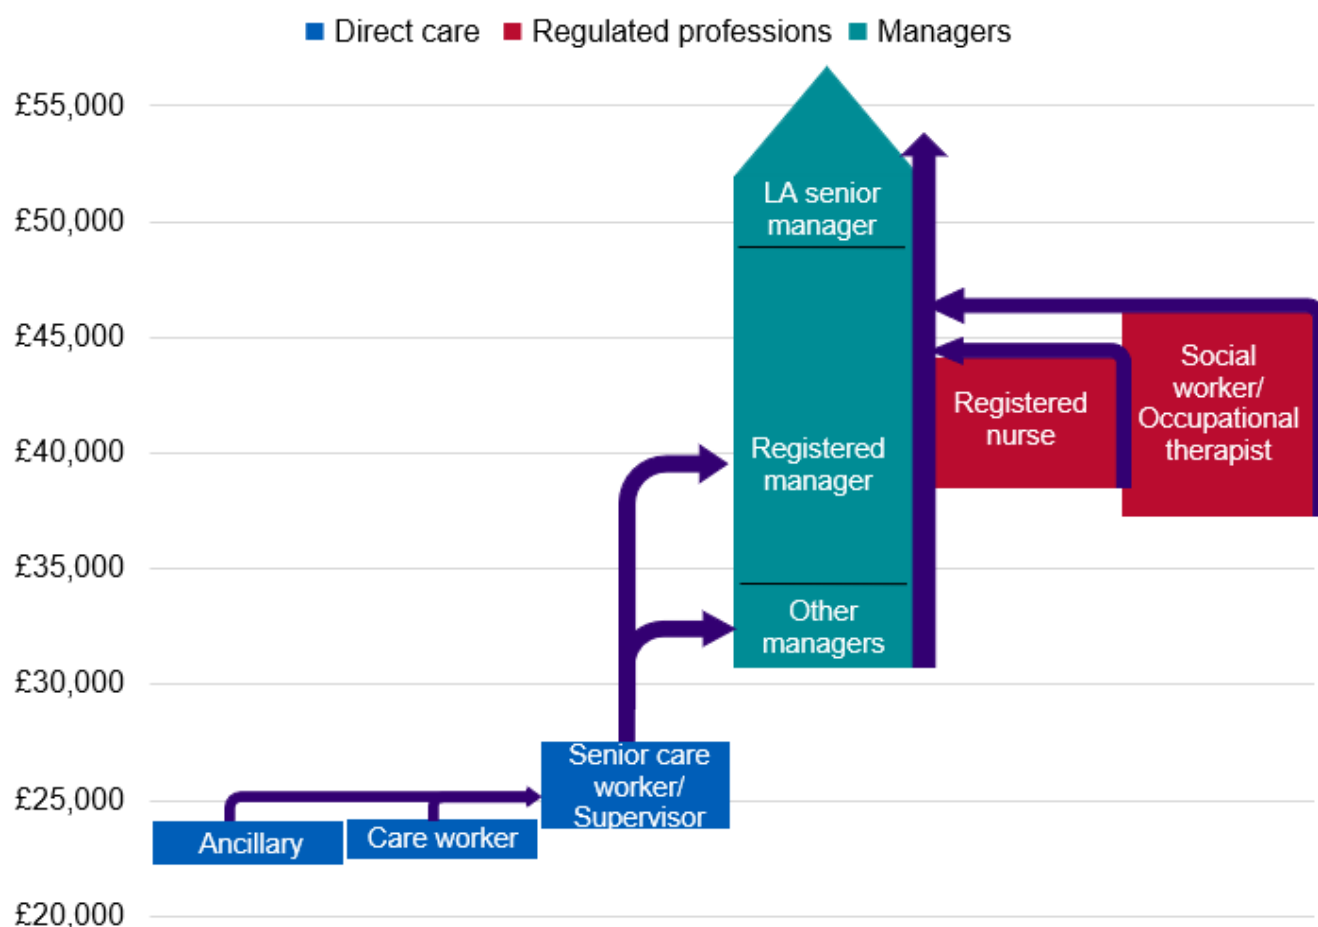 Direct care Regulated professions Managers
£55,000
£50,000
£45,000
£40,000
£35,000
£30,000
£25,000
£20,000
LA senior
manager
Registered
manager
Other
managers
Registered
nurse
Social
worker/
Occupational
therapist
Senior care
worker/
Supervisor
Ancillary
Care worker